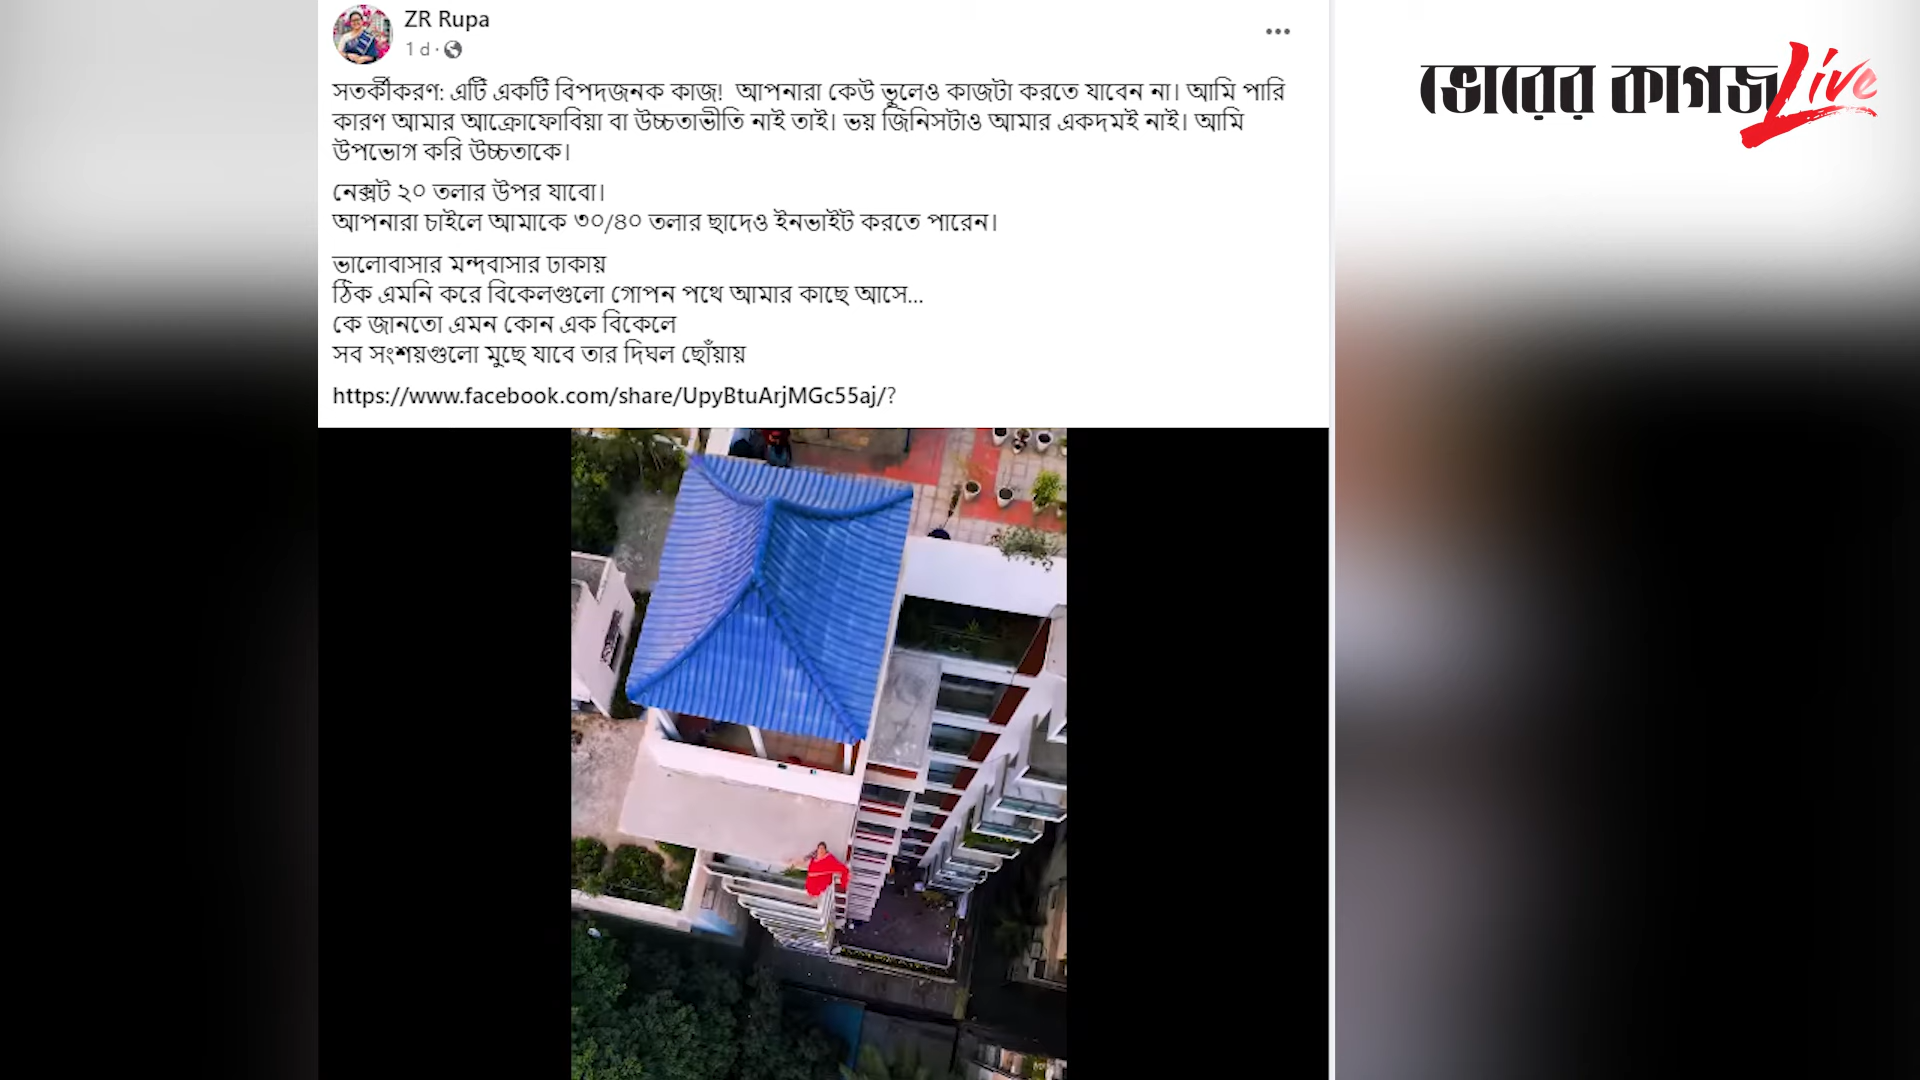 ZR Rupa
1 d ·
সতর্কীকরণ: এটি একটি বিপদজনক কাজ! আপনারা কেউ ভুলেও কাজটা করতে যাবেন না। আমি পারি
কারণ আমার আক্রোফোবিয়া বা উচ্চতাভীতি নাই তাই। ভয় জিনিসটাও আমার একদমই নাই। আমি
উপভোগ করি উচ্চতাকে।
নেক্সট ২০ তলার উপর যাবো।
আপনারা চাইলে আমাকে ৩০/৪০ তলার ছাদেও ইনভাইট করতে পারেন।
ভালোবাসার মন্দবাসার ঢাকায়
ঠিক এমনি করে বিকেলগুলো গোপন পথে আমার কাছে আসে...
কে জানতো এমন কোন এক বিকেলে
সব সংশয়গুলো মুছে যাবে তার দিঘল ছোঁয়ায়
https://www.facebook.com/share/UpyBtuArjMGc55aj/?
ভোরের কাগজ Live